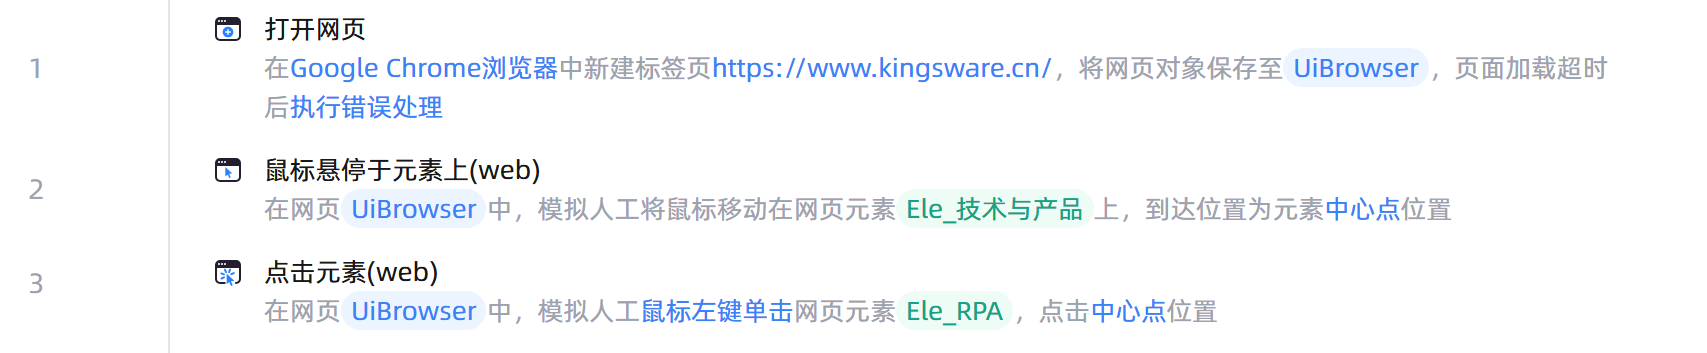 打开网页
1
在Google Chrome浏览器中新建标签页https://www.kingsware.cn/，将网页对象保存至 UiBrowser ，页面加载超时
后执行错误处理
鼠标悬停于元素上(web)
2
在网页 UiBrowser 中，模拟人工将鼠标移动在网页元素 Ele_技术与产品 上，到达位置为元素中心点位置
点击元素(web)
3
在网页 UiBrowser 中，模拟人工鼠标左键单击网页元素 Ele_RPA ，点击中心点位置